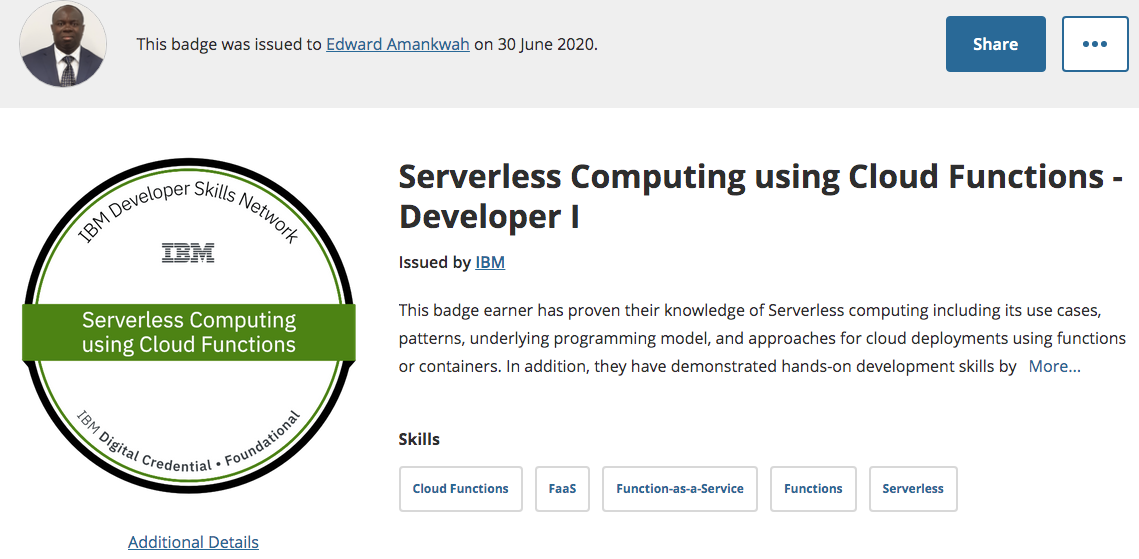 This badge was issued to Edward Amankwah on 30 June 2020.
Share
IBM Developer Skills Network
IBM
Serverless Computing
using Cloud Functions
IBM Digital Credential • Foundational
Additional Details
Serverless Computing using Cloud Functions -
Developer I
Issued by IBM
This badge earner has proven their knowledge of Serverless computing including its use cases,
patterns, underlying programming model, and approaches for cloud deployments using functions
or containers. In addition, they have demonstrated hands-on development skills by More...
Skills
Cloud Functions FaaS Function-as-a-Service Functions Serverless